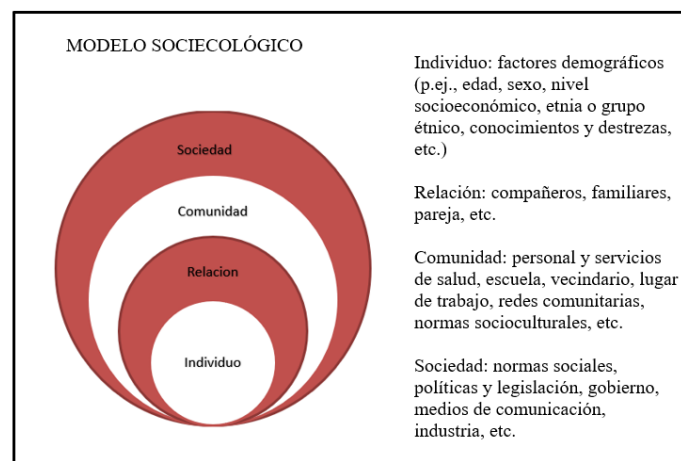 MODELO SOCIECOLÓGICO
Sociedad
Comunidad
Relacion
Individuo
Individuo: factores demográficos
(p.ej., edad, sexo, nivel
socioeconómico, etnia o grupo
étnico, conocimientos y destrezas,
etc.)
Relación: compañeros, familiares,
pareja, etc.
Comunidad: personal y servicios
de salud, escuela, vecindario, lugar
de trabajo, redes comunitarias,
normas socioculturales, etc.
Sociedad: normas sociales,
políticas y legislación, gobierno,
medios de comunicación,
industria, etc.